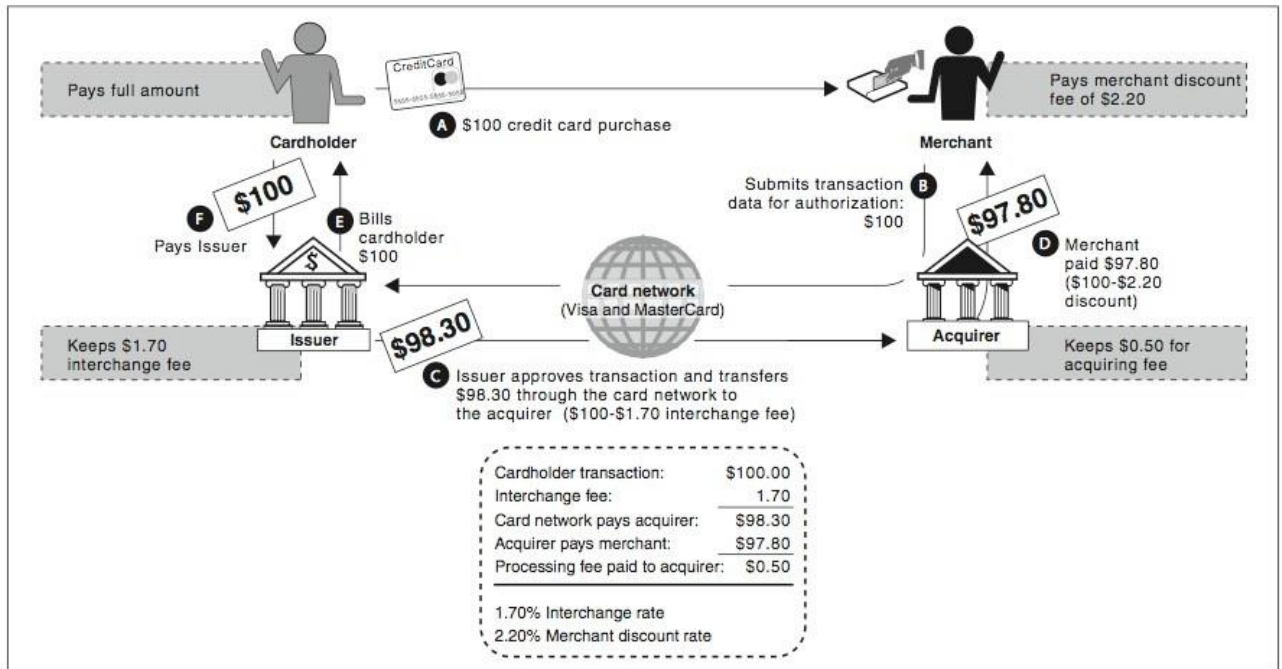 Pays full amount
CreditCard
A $100 credit card purchase
Pays merchant discount
fee of $2.20
Cardholder
Merchant
$100
F
Pays Issuer
E Bills
cardholder
$100
Submits transaction B
data for authorization:
$100
$97.80
D Merchant
paid $97.80
($100-$2.20
discount)
$
Card network
(Visa and MasterCard)
Issuer
Acquirer
Keeps $1.70
interchange fee
$98.30
Keeps $0.50 for
acquiring fee
C Issuer approves transaction and transfers
$98.30 through the card network to
the acquirer ($100-$1.70 interchange fee)
Cardholder transaction: $100.00
Interchange fee: 1.70
Card network pays acquirer: $98.30
Acquirer pays merchant: $97.80
Processing fee paid to acquirer: $0.50
1.70% Interchange rate
2.20% Merchant discount rate